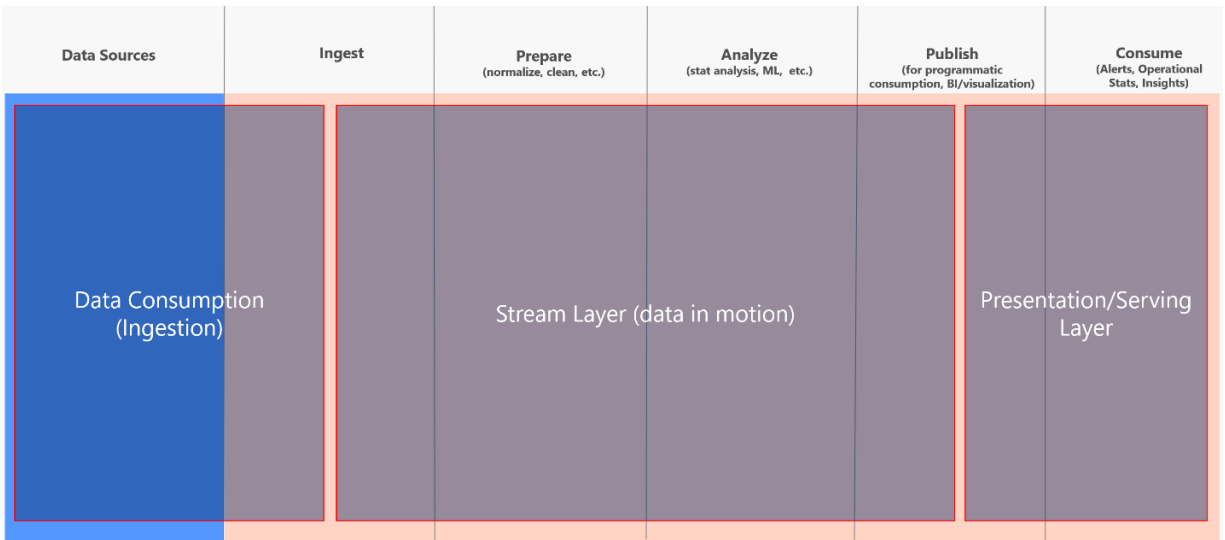 Data Sources
Ingest
Prepare
(normalize, clean, etc.)
Analyze
(stat analysis, ML, etc.)
Publish
(for programmatic
consumption, BI/visualization)
Consume
(Alerts, Operational
Stats, Insights)
Data Consumption
(Ingestion)
Stream Layer (data in motion)
Presentation/Serving
Layer